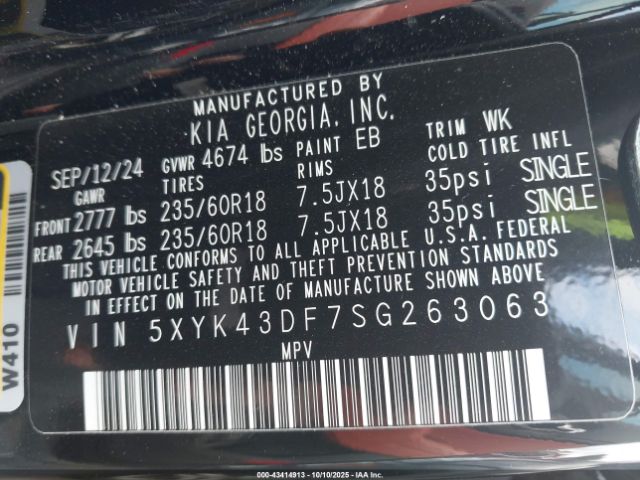 MANUFACTURED BY
KIA GEORGIA, INC.
SEP/12/24 GVWR 4674 lbs PAINT EB TRIM WK
GAWR TIRES RIMS COLD TIRE INFL
FRONT 2777 lbs 235/60R18 7.5JX18 35psi SINGLE
REAR 2645 lbs 235/60R18 7.5JX18 35psi SINGLE
THIS VEHICLE CONFORMS TO ALL APPLICABLE U.S.A. FEDERAL
MOTOR VEHICLE SAFETY AND THEFT PREVENTION STANDARDS
IN EFFECT ON THE DATE OF MANUFACTURE SHOWN ABOVE
VIN 5XYK43DF7SG263063
MPV
W410
000-43414913 - 10/10/2025 - IAA Inc.